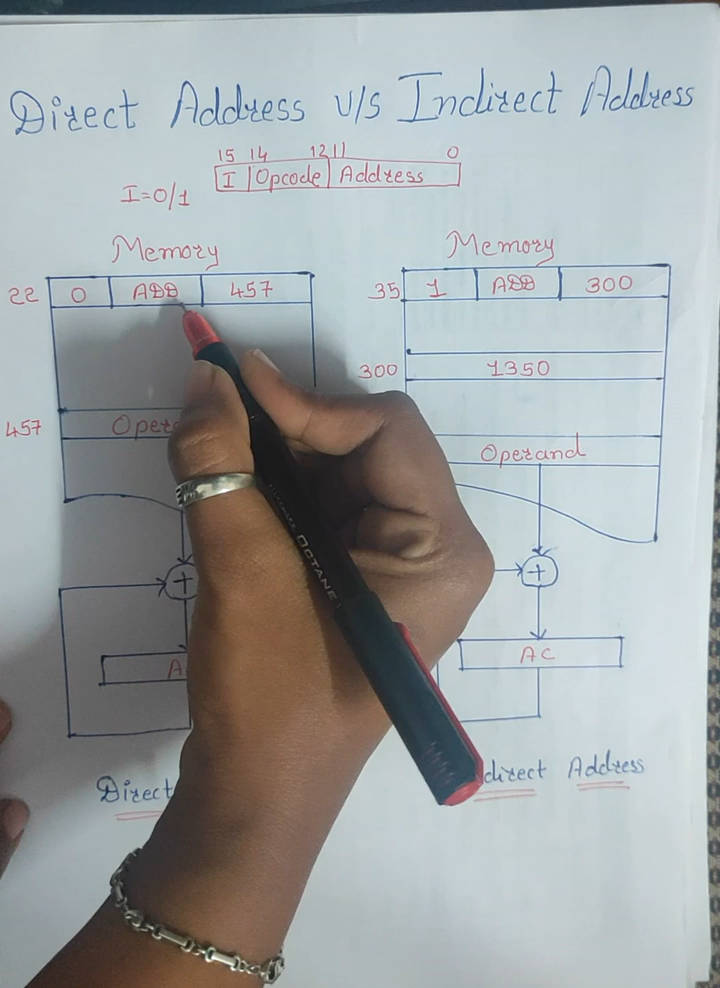 Direct Address v/s Indirect Address
15 14 12 11 0
I Opcode Address
I=0/1
Memory
22 0 ADD 457
457
Direct
Memory
35 1 ADD 300
300 1350
Operand
+
AC
Address
+
OCTANE